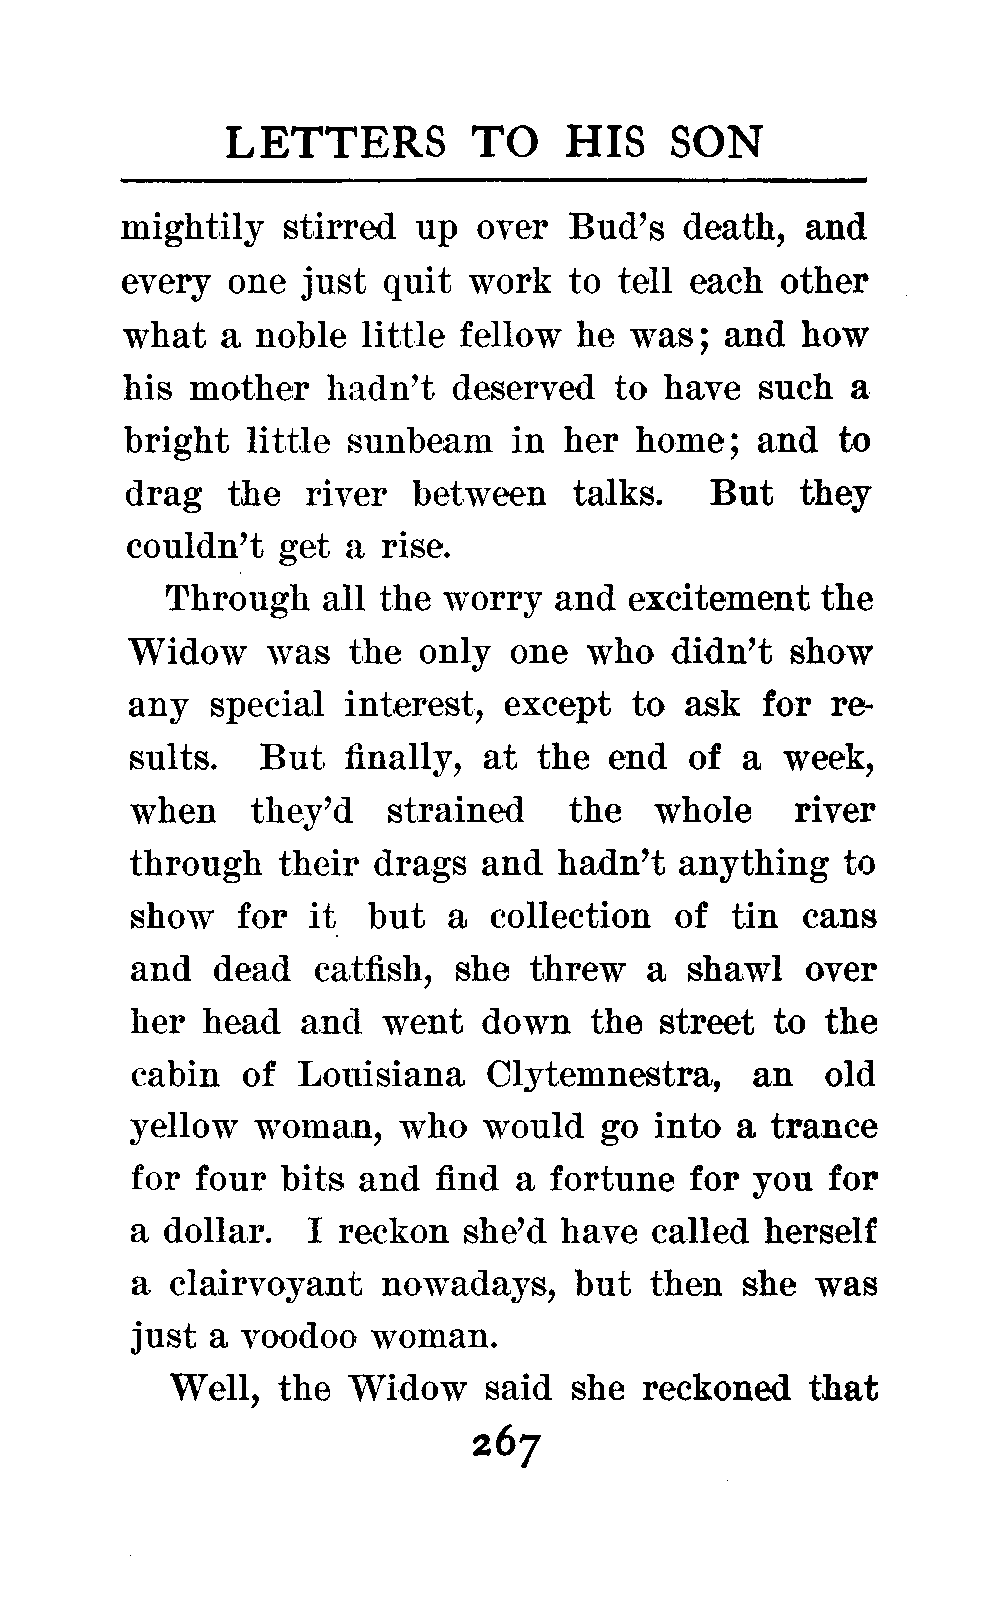 LETTERS TO HIS SON
mightily stirred up over Bud's death, and
every one just quit work to tell each other
what a noble little fellow he was; and how
his mother hadn't deserved to have such a
bright little sunbeam in her home; and to
drag the river between talks. But they
couldn't get a rise.
Through all the worry and excitement the
Widow was the only one who didn't show
any special interest, except to ask for re-
sults. But finally, at the end of a week,
when they'd strained the whole river
through their drags and hadn't anything to
show for it but a collection of tin cans
and dead catfish, she threw a shawl over
her head and went down the street to the
cabin of Louisiana Clytemnestra, an old
yellow woman, who would go into a trance
for four bits and find a fortune for you for
a dollar. I reckon she'd have called herself
a clairvoyant nowadays, but then she was
just a voodoo woman.
Well, the Widow said she reckoned that
267